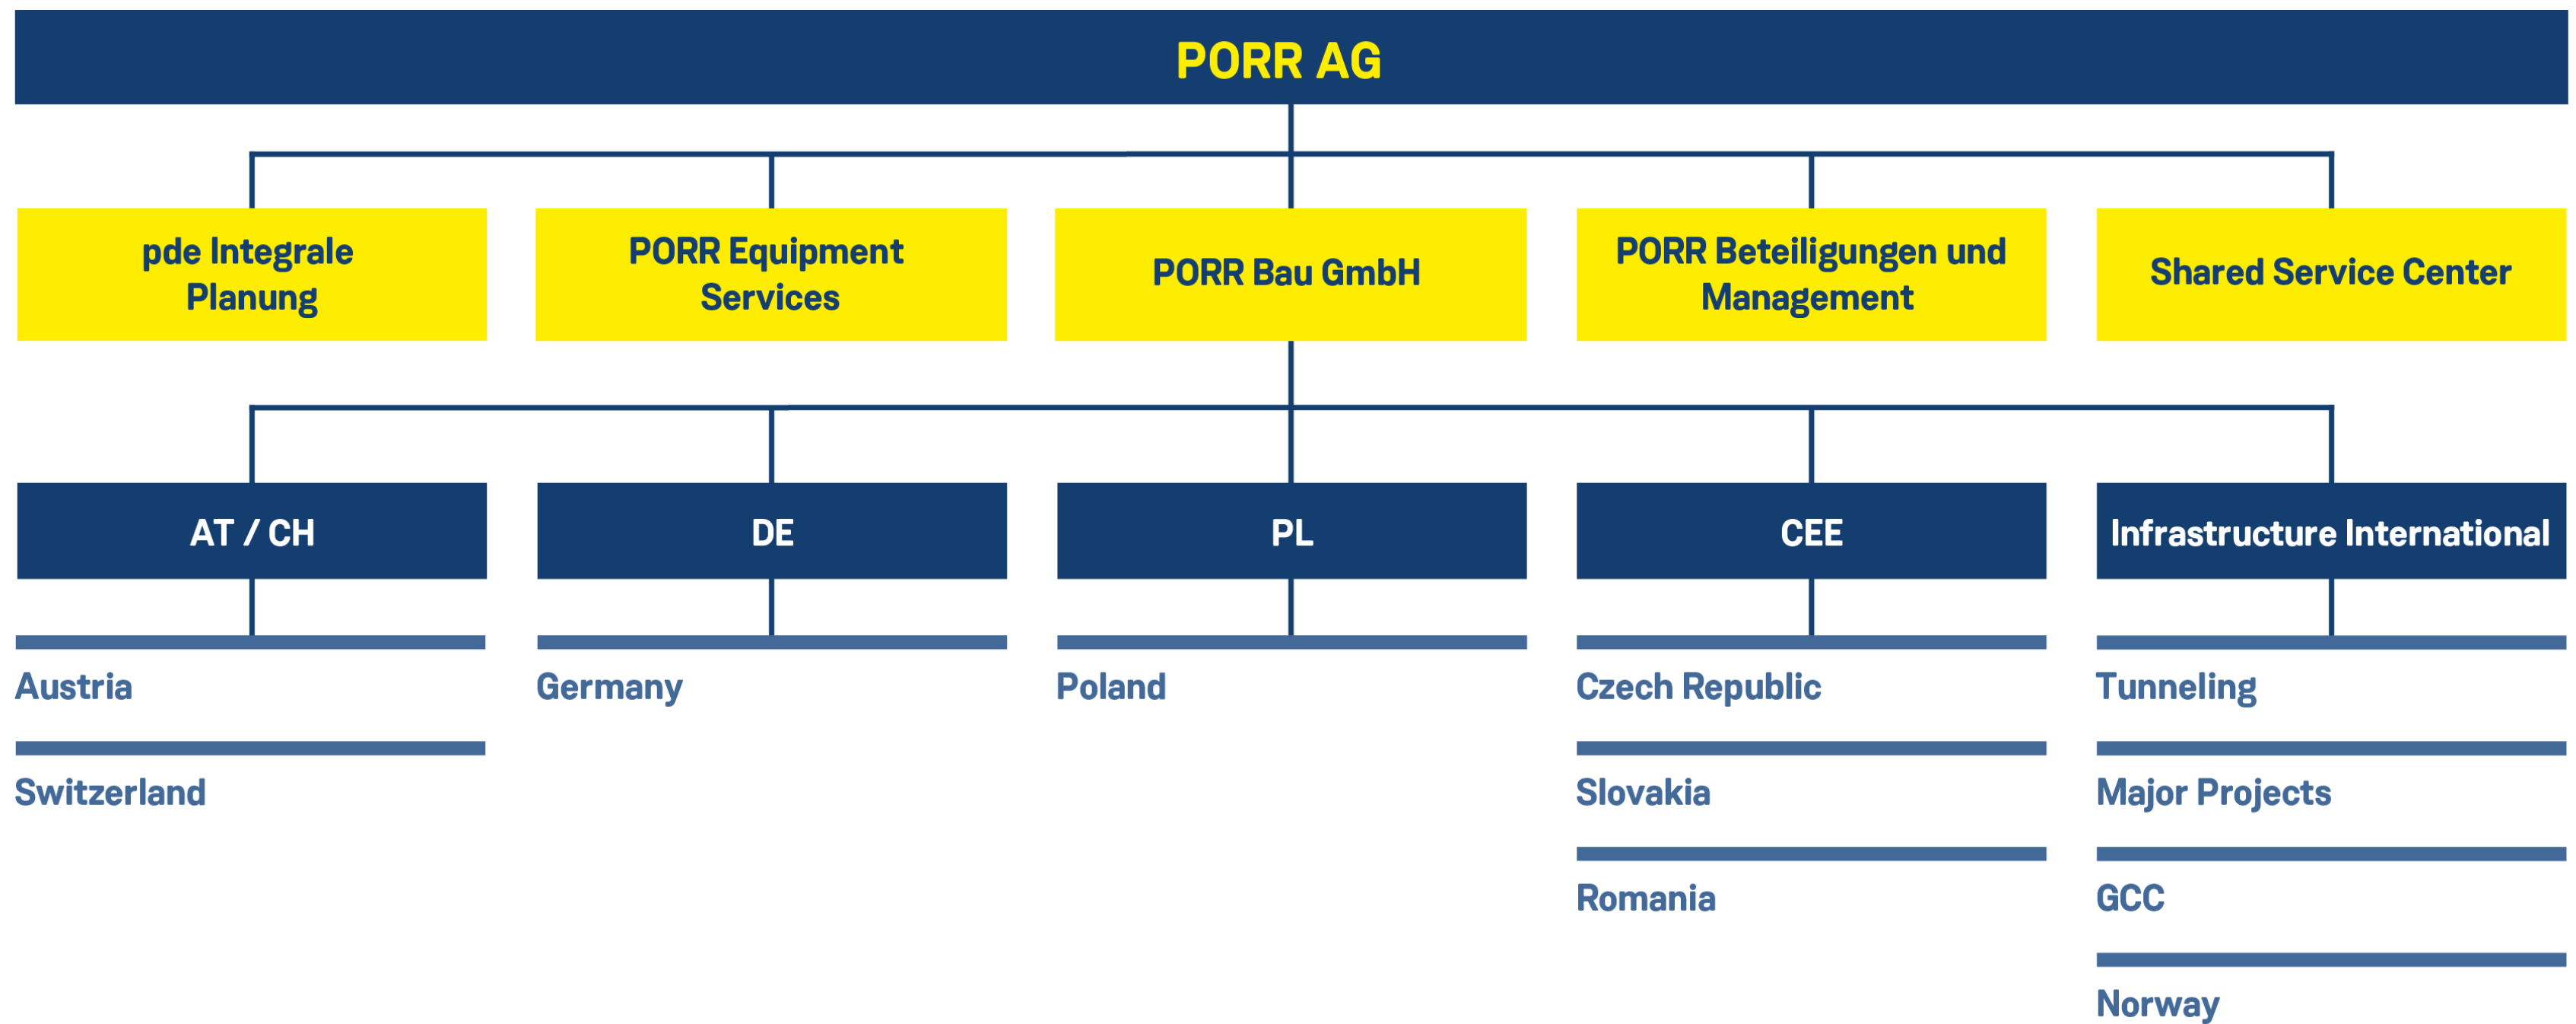 PORR AG
pde Integrale
Planung
PORR Equipment
Services
PORR Bau GmbH
PORR Beteiligungen und
Management
Shared Service Center
AT / CH
DE
PL
CEE
Infrastructure International
Austria
Switzerland
Germany
Poland
Czech Republic
Slovakia
Romania
Tunneling
Major Projects
GCC
Norway